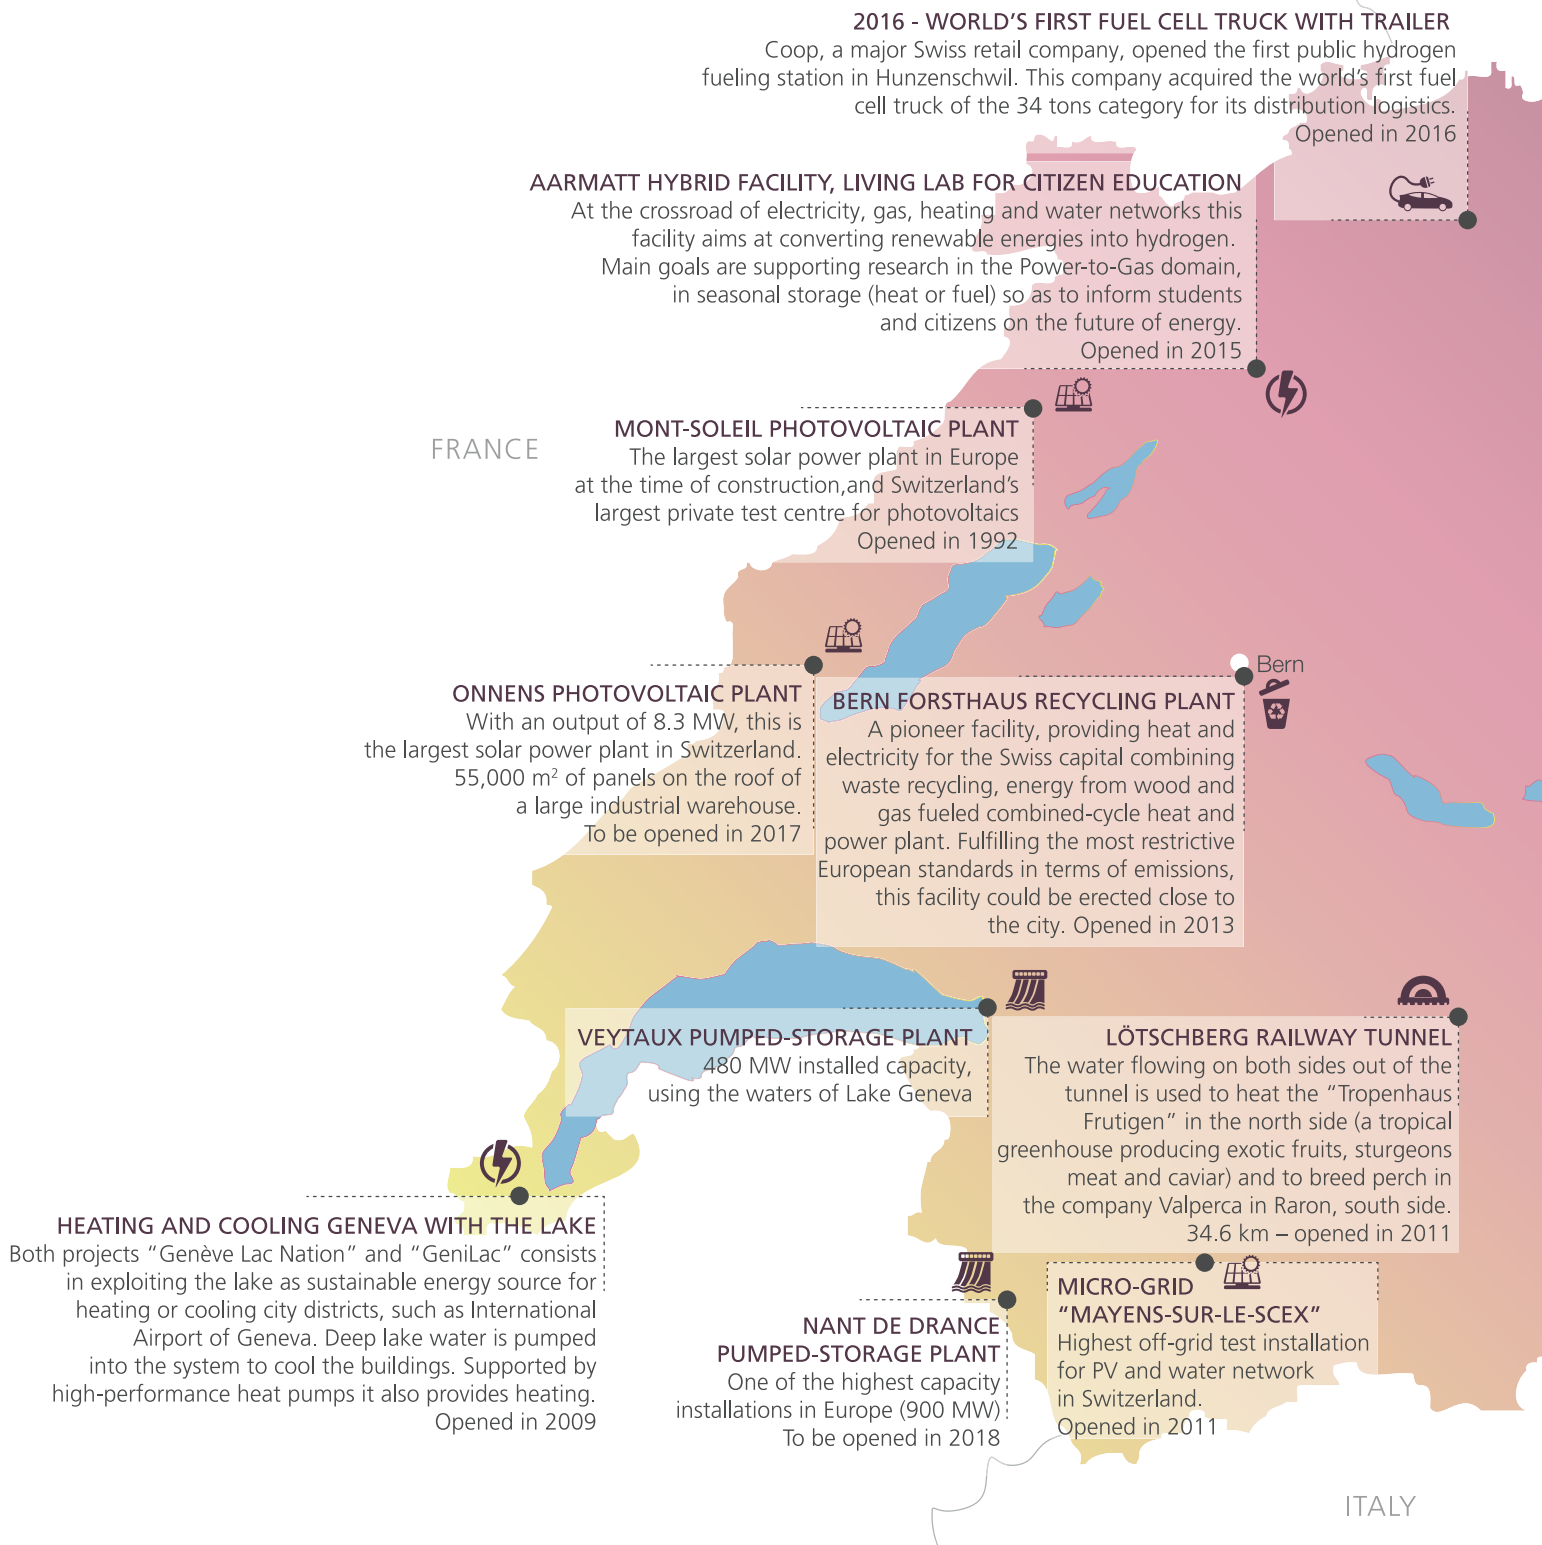 2016 - WORLD’S FIRST FUEL CELL TRUCK WITH TRAILER
Coop, a major Swiss retail company, opened the first public hydrogen
fueling station in Hunzenschwil. This company acquired the world’s first fuel
cell truck of the 34 tons category for its distribution logistics.
Opened in 2016
AARMATT HYBRID FACILITY, LIVING LAB FOR CITIZEN EDUCATION
At the crossroad of electricity, gas, heating and water networks this
facility aims at converting renewable energies into hydrogen.
Main goals are supporting research in the Power-to-Gas domain,
in seasonal storage (heat or fuel) so as to inform students
and citizens on the future of energy.
Opened in 2015
FRANCE
MONT-SOLEIL PHOTOVOLTAIC PLANT
The largest solar power plant in Europe
at the time of construction,and Switzerland’s
largest private test centre for photovoltaics
Opened in 1992
Bern
ONNENS PHOTOVOLTAIC PLANT
With an output of 8.3 MW, this is
the largest solar power plant in Switzerland.
55,000 m² of panels on the roof of
a large industrial warehouse.
To be opened in 2017
BERN FORSTHAUS RECYCLING PLANT
A pioneer facility, providing heat and
electricity for the Swiss capital combining
waste recycling, energy from wood and
gas fueled combined-cycle heat and
power plant. Fulfilling the most restrictive
European standards in terms of emissions,
this facility could be erected close to
the city. Opened in 2013
VEYTAUX PUMPED-STORAGE PLANT
480 MW installed capacity,
using the waters of Lake Geneva
LÖTSCHBERG RAILWAY TUNNEL
The water flowing on both sides out of the
tunnel is used to heat the “Tropenhaus
Frutigen” in the north side (a tropical
greenhouse producing exotic fruits, sturgeons
meat and caviar) and to breed perch in
the company Valperca in Raron, south side.
34.6 km – opened in 2011
HEATING AND COOLING GENEVA WITH THE LAKE
Both projects “Genève Lac Nation” and “GeniLac” consists
in exploiting the lake as sustainable energy source for
heating or cooling city districts, such as International
Airport of Geneva. Deep lake water is pumped
into the system to cool the buildings. Supported by
high-performance heat pumps it also provides heating.
Opened in 2009
NANT DE DRANCE
PUMPED-STORAGE PLANT
One of the highest capacity
installations in Europe (900 MW)
To be opened in 2018
MICRO-GRID
“MAYENS-SUR-LE-SCEX”
Highest off-grid test installation
for PV and water network
in Switzerland.
Opened in 2011
ITALY